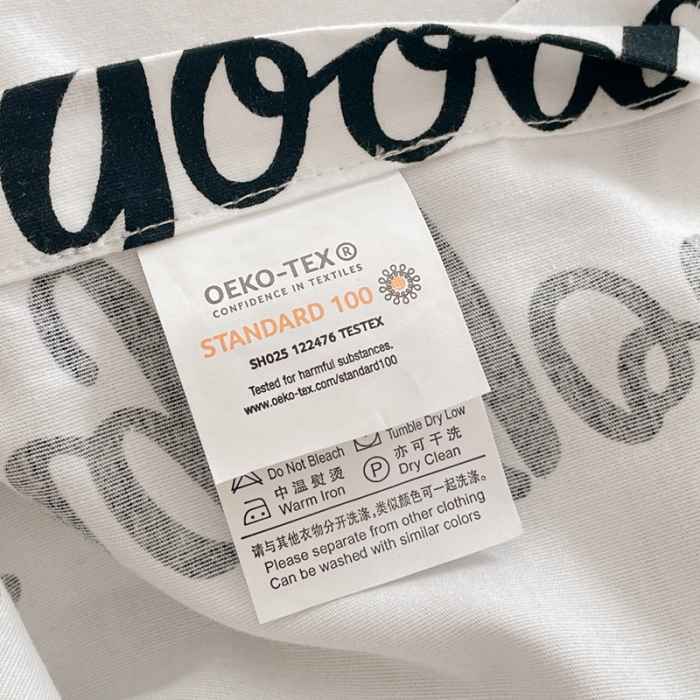 good
OEKO-TEX®
CONFIDENCE IN TEXTILES
STANDARD 100
SH025 122476 TESTEX
Tested for harmful substances.
www.oeko-tex.com/standard100
Do Not Bleach
Tumble Dry Low
中温熨烫
亦可干洗
Warm Iron
P
Dry Clean
请与其他衣物分开洗涤,类似颜色可一起洗涤。
Please separate from other clothing
Can be washed with similar colors